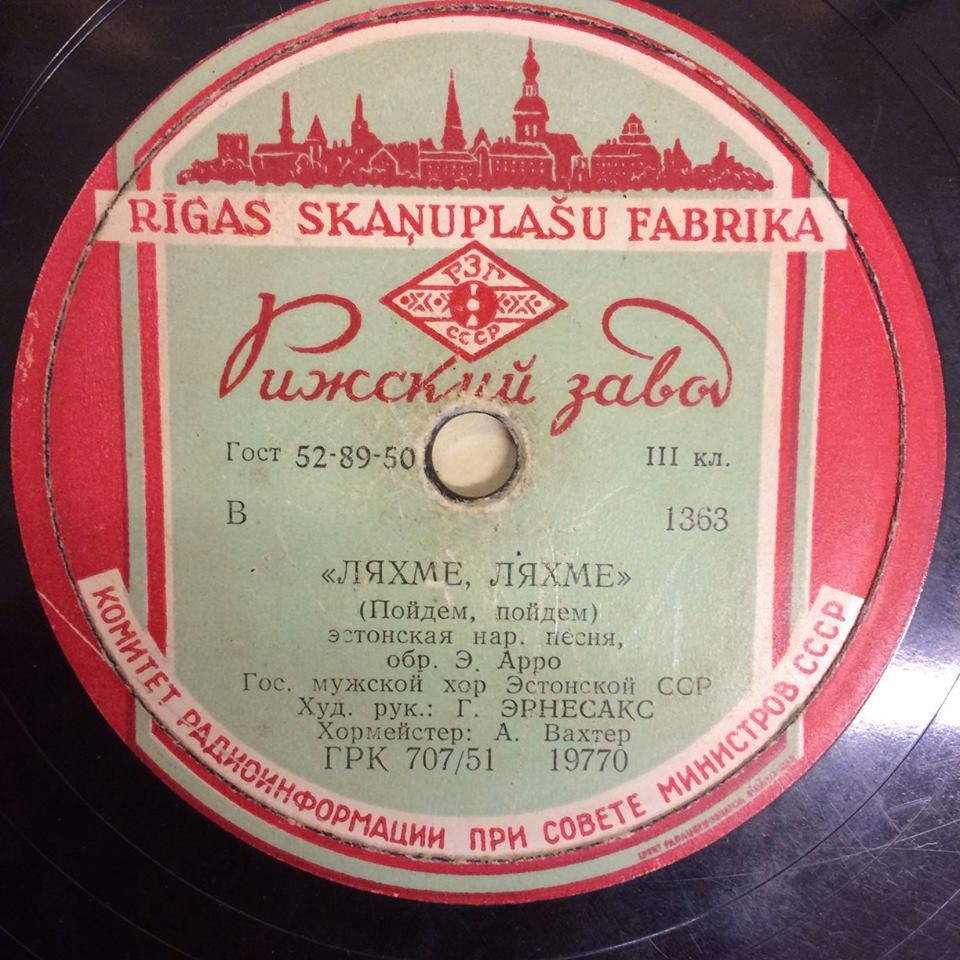 RĪGAS SKAŅUPLAŠU FABRIKA
РЗГ
СССР
Рижский завод
Гост 52-89-50
III кл.
В
1363
«ЛЯХМЕ, ЛЯХМЕ»
(Пойдем, пойдем)
эстонская нар. песня,
обр. Э. Арро
Гос. мужской хор Эстонской ССР
Худ. рук.: Г. ЭРНЕСАКС
Хормейстер: А. Вахтер
ГРК 707/51 19770
КОМИТЕТ РАДИОИНФОРМАЦИИ ПРИ СОВЕТЕ МИНИСТРОВ СССР